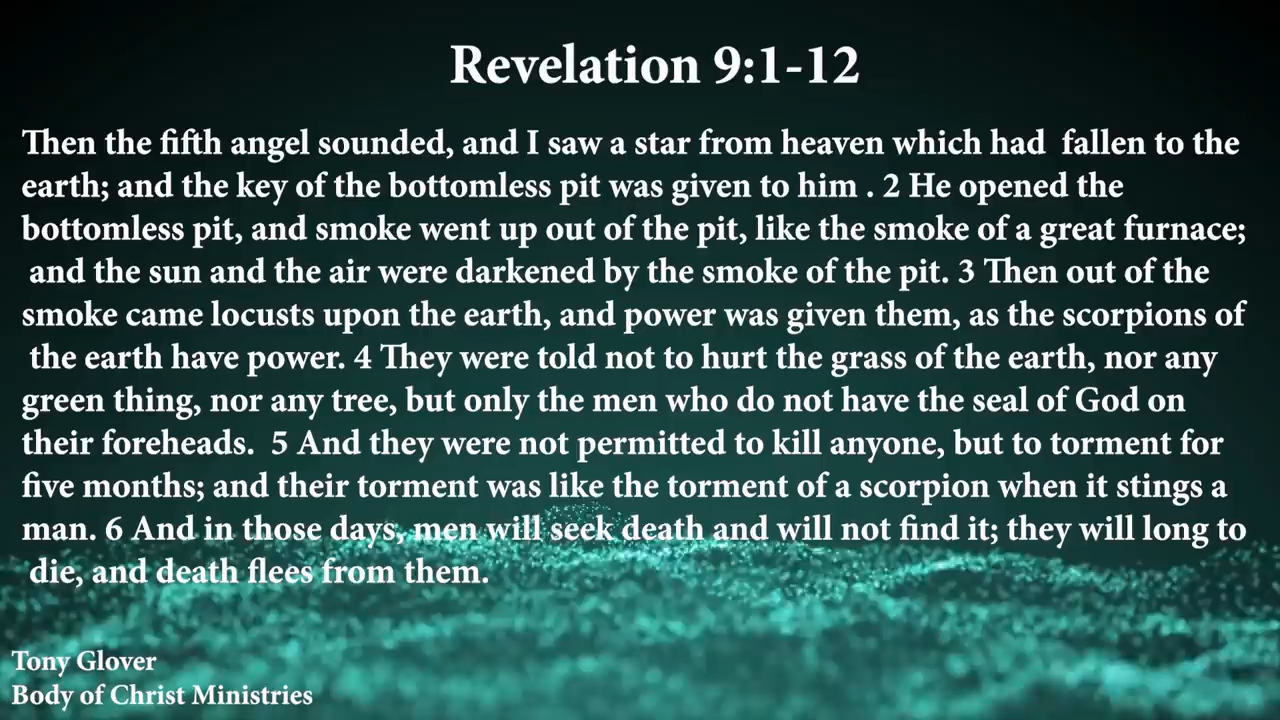 Revelation 9:1-12
Then the fifth angel sounded, and I saw a star from heaven which had fallen to the
earth; and the key of the bottomless pit was given to him . 2 He opened the
bottomless pit, and smoke went up out of the pit, like the smoke of a great furnace;
and the sun and the air were darkened by the smoke of the pit. 3 Then out of the
smoke came locusts upon the earth, and power was given them, as the scorpions of
the earth have power. 4 They were told not to hurt the grass of the earth, nor any
green thing, nor any tree, but only the men who do not have the seal of God on
their foreheads. 5 And they were not permitted to kill anyone, but to torment for
five months; and their torment was like the torment of a scorpion when it stings a
man. 6 And in those days, men will seek death and will not find it; they will long to
die, and death flees from them.
Tony Glover
Body of Christ Ministries